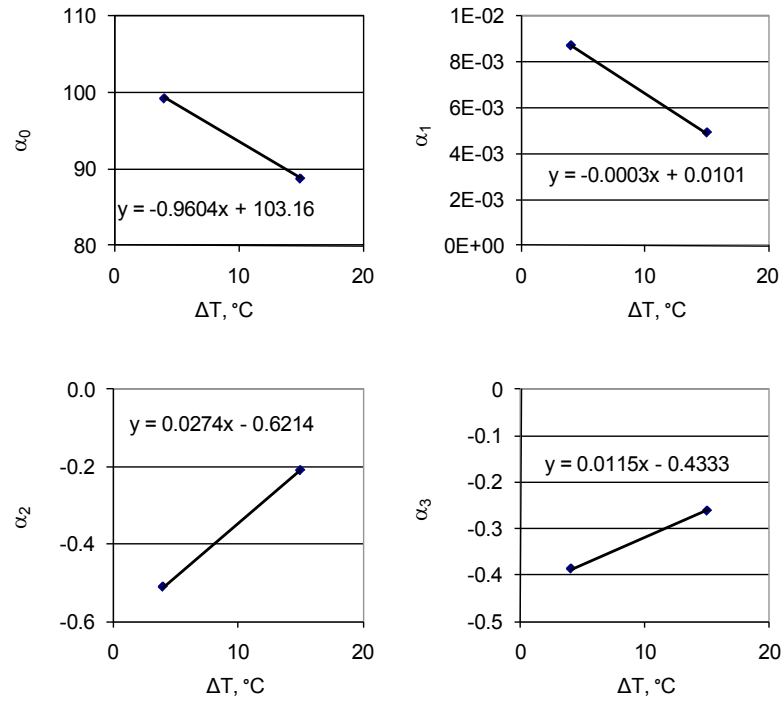 110
100
90
80
α0
y = -0.9604x + 103.16
0 10 20
ΔT, °C
1E-02
8E-03
6E-03
4E-03
2E-03
0E+00
α1
y = -0.0003x + 0.0101
0 10 20
ΔT, °C
0.0
-0.2
-0.4
-0.6
α2
y = 0.0274x - 0.6214
0 10 20
ΔT, °C
0
-0.1
-0.2
-0.3
-0.4
-0.5
α3
y = 0.0115x - 0.4333
0 10 20
ΔT, °C